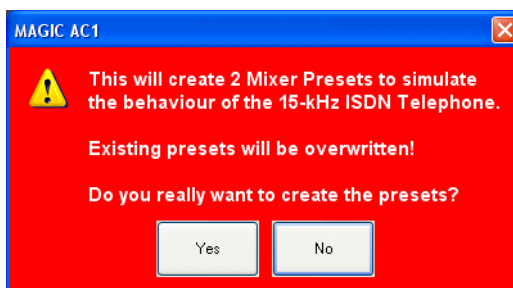 MAGIC AC1
This will create 2 Mixer Presets to simulate
the behaviour of the 15-kHz ISDN Telephone.
Existing presets will be overwritten!
Do you really want to create the presets?
Yes
No